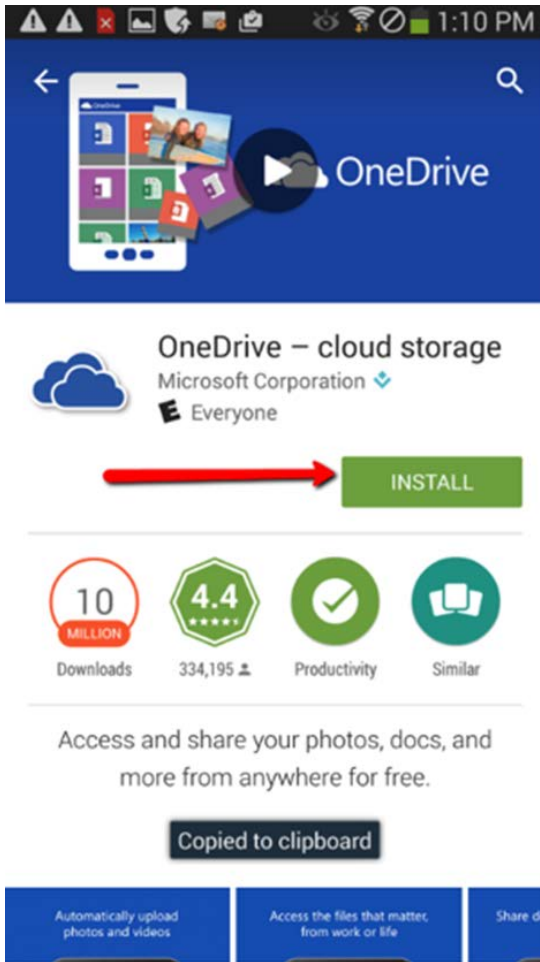 1:10 PM
OneDrive
OneDrive – cloud storage
Microsoft Corporation
E Everyone
INSTALL
10
MILLION
Downloads
4.4
334,195
Productivity
Similar
Access and share your photos, docs, and
more from anywhere for free.
Copied to clipboard
Automatically upload
photos and videos
Access the files that matter,
from work or life
Share d